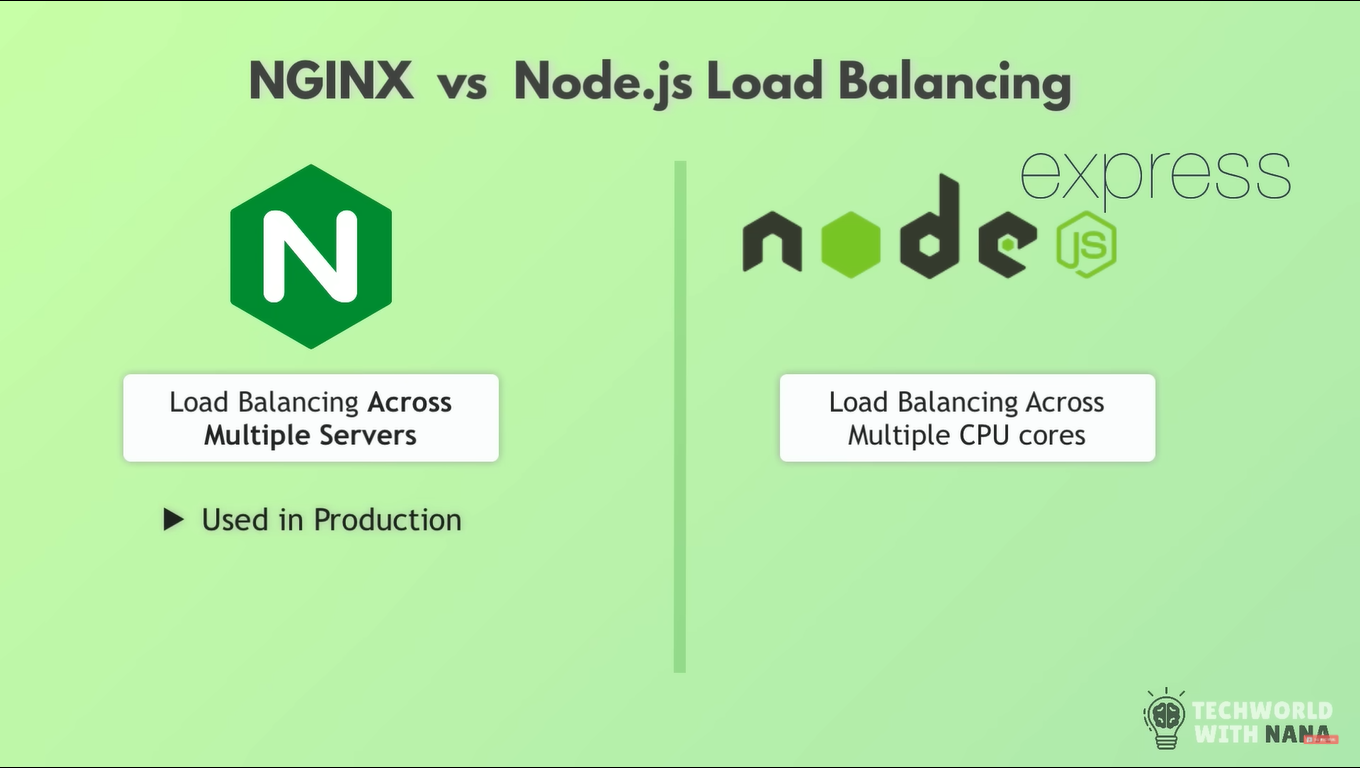 NGINX vs Node.js Load Balancing
N
express
node
JS
Load Balancing Across
Multiple Servers
Load Balancing Across
Multiple CPU cores
▶ Used in Production
TECHWORLD
WITH NANA